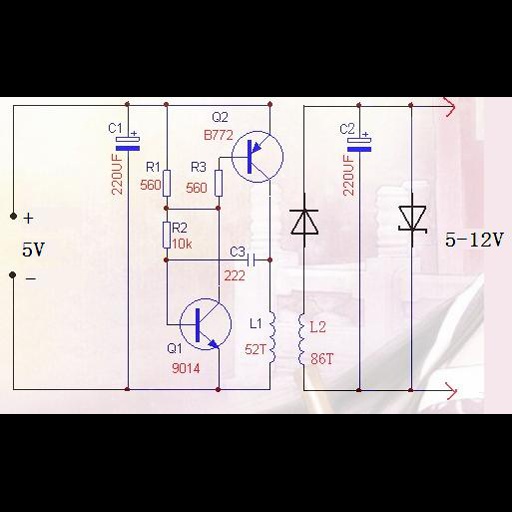 Q2
C1
+
B772
C2
+
220UF
R1
R3
220UF
560
560
+
R2
5V
10k
5-12V
C3
-
222
L1
L2
Q1
52T
86T
9014